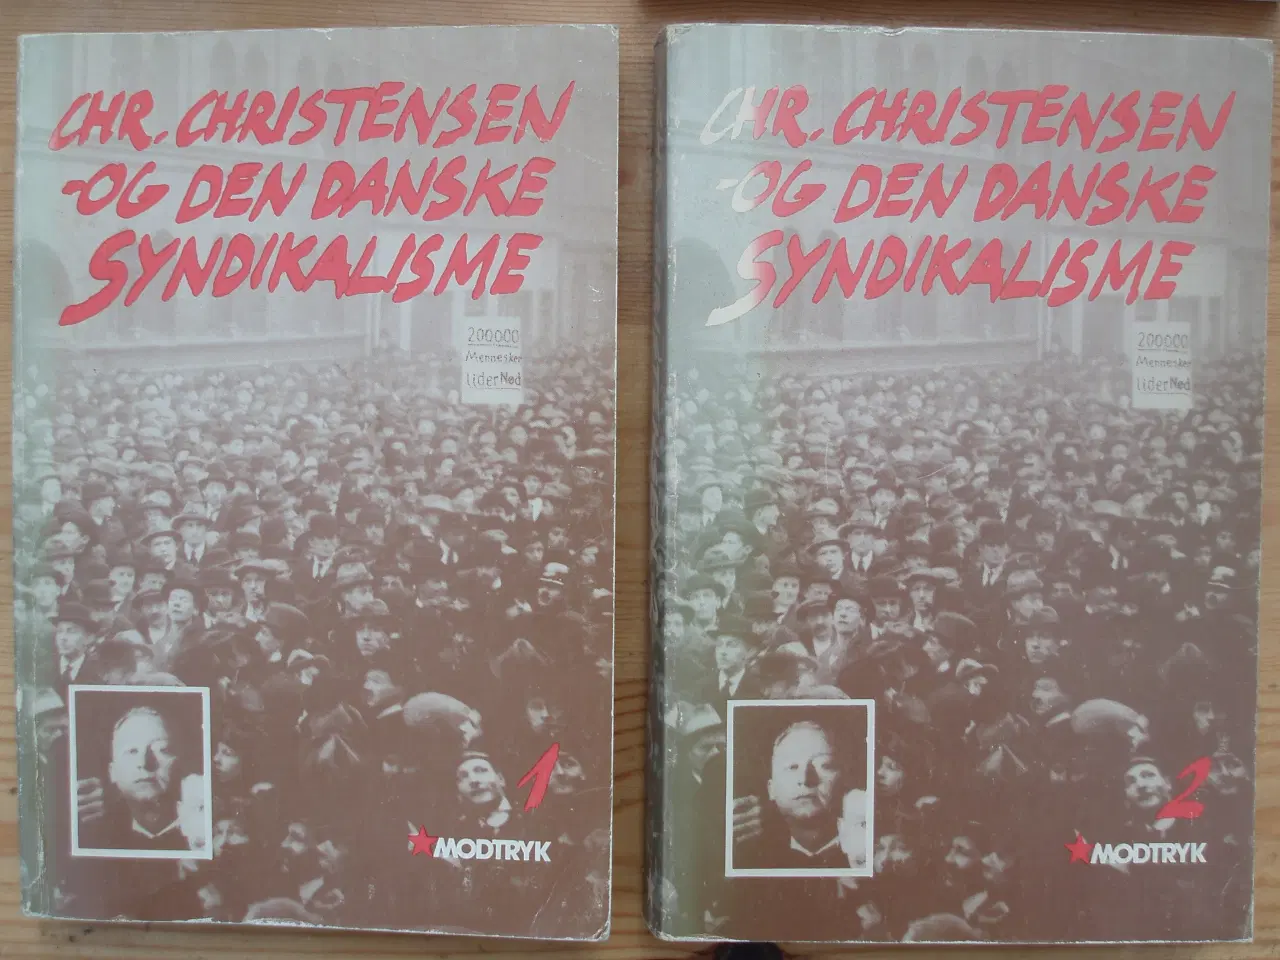 CHR. CHRISTENSEN
-OG DEN DANSKE
SYNDIKALISME
200000
Mennesker
lider Nød
1
MODTRYK
CHR. CHRISTENSEN
-OG DEN DANSKE
SYNDIKALISME
200000
Mennesker
lider Nød
2
MODTRYK